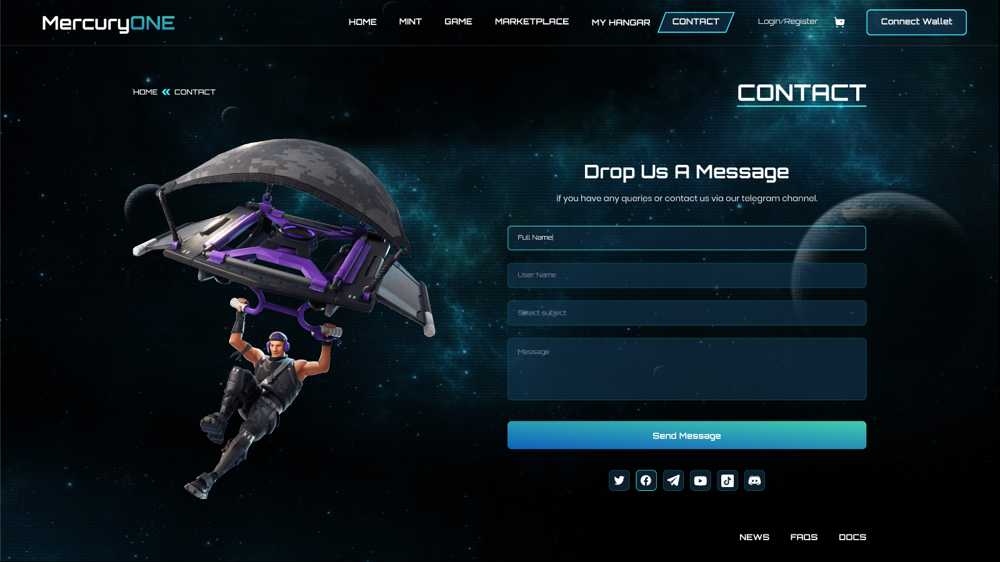 MercuryONE
HOME
MINT
GAME
MARKETPLACE
MY HANGAR
CONTACT
Login/Register
Connect Wallet
HOME CONTACT
CONTACT
Drop Us A Message
if you have any queries or contact us via our telegram channel.
Full Name
User Name
Select subject
Message
Send Message
NEWS
FAQS
DOCS